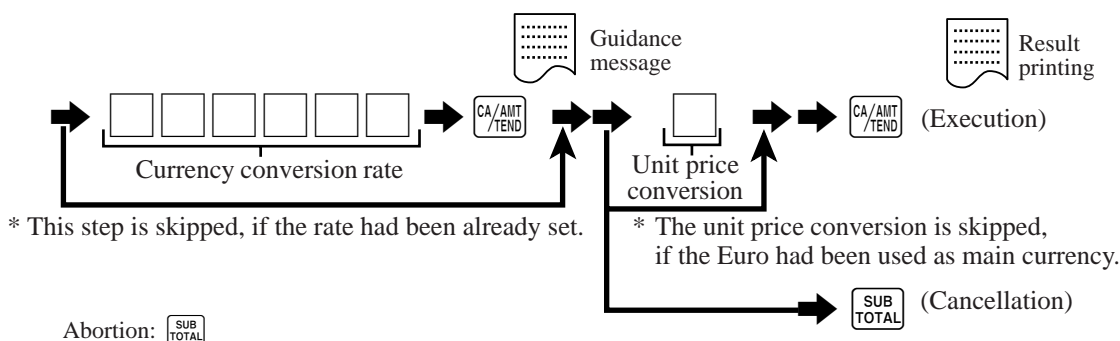 Guidance
message
Result
printing
CA/AMT
/TEND
CA/AMT
/TEND
(Execution)
Currency conversion rate
Unit price
conversion
* This step is skipped, if the rate had been already set.
* The unit price conversion is skipped,
if the Euro had been used as main currency.
SUB
TOTAL
(Cancellation)
Abortion:
SUB
TOTAL